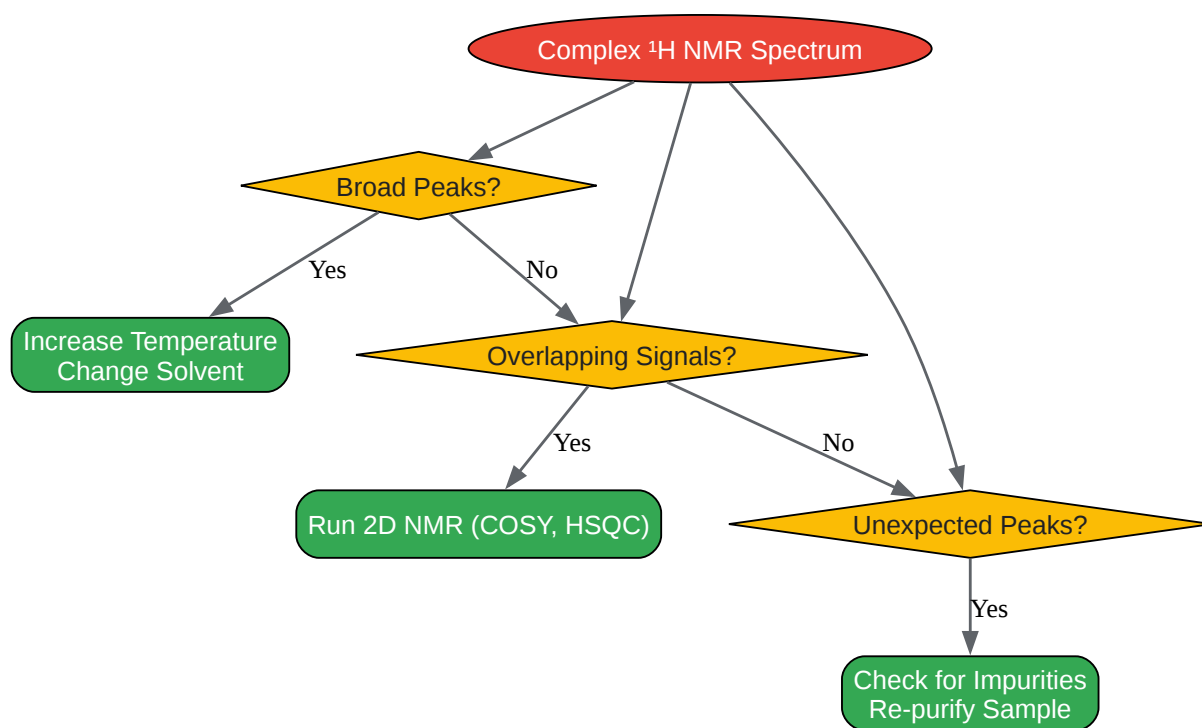 Complex ¹H NMR Spectrum
Broad Peaks?
Yes
No
Increase Temperature
Change Solvent
Overlapping Signals?
Yes
No
Run 2D NMR (COSY, HSQC)
Unexpected Peaks?
Yes
Check for Impurities
Re-purify Sample